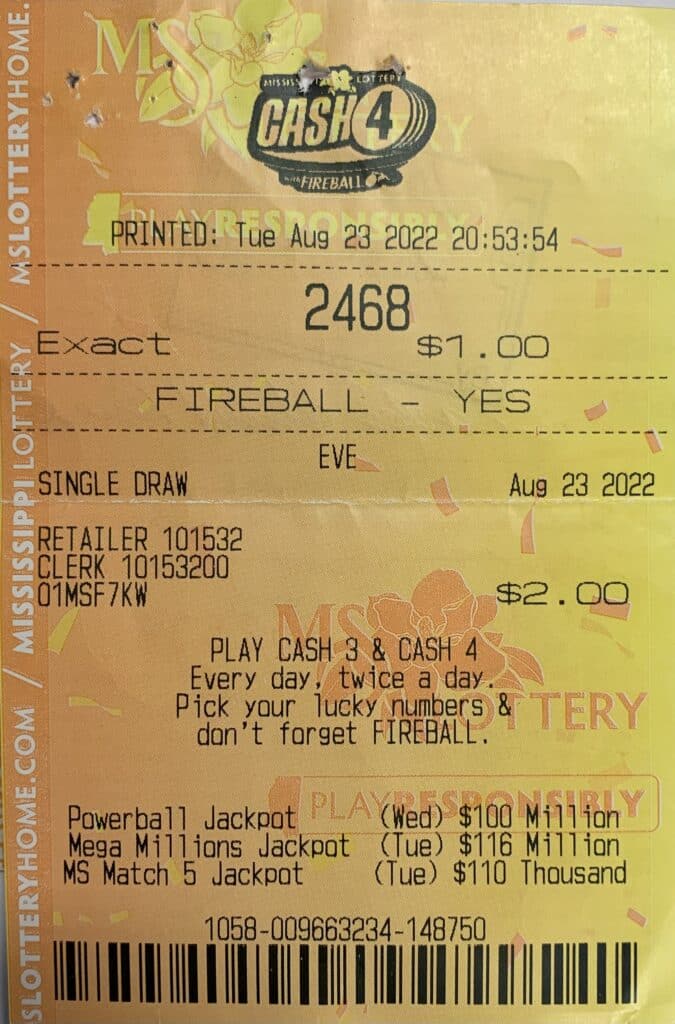 MS LOTTERY
MISSISSIPPI LOTTERY
CASH 4
WITH FIREBALL
PLAY RESPONSIBLY
PRINTED: Tue Aug 23 2022 20:53:54
2468
Exact $1.00
FIREBALL - YES
EVE
SINGLE DRAW Aug 23 2022
RETAILER 101532
CLERK 10153200
01MSF7KW $2.00
PLAY CASH 3 & CASH 4
Every day, twice a day.
Pick your lucky numbers &
don't forget FIREBALL.
MS LOTTERY
PLAY RESPONSIBLY
Powerball Jackpot (Wed) $100 Million
Mega Millions Jackpot (Tue) $116 Million
MS Match 5 Jackpot (Tue) $110 Thousand
1058-009663234-148750
SLOTTERYHOME.COM / MISSISSIPPI LOTTERY / MSLOTTERYHOME.